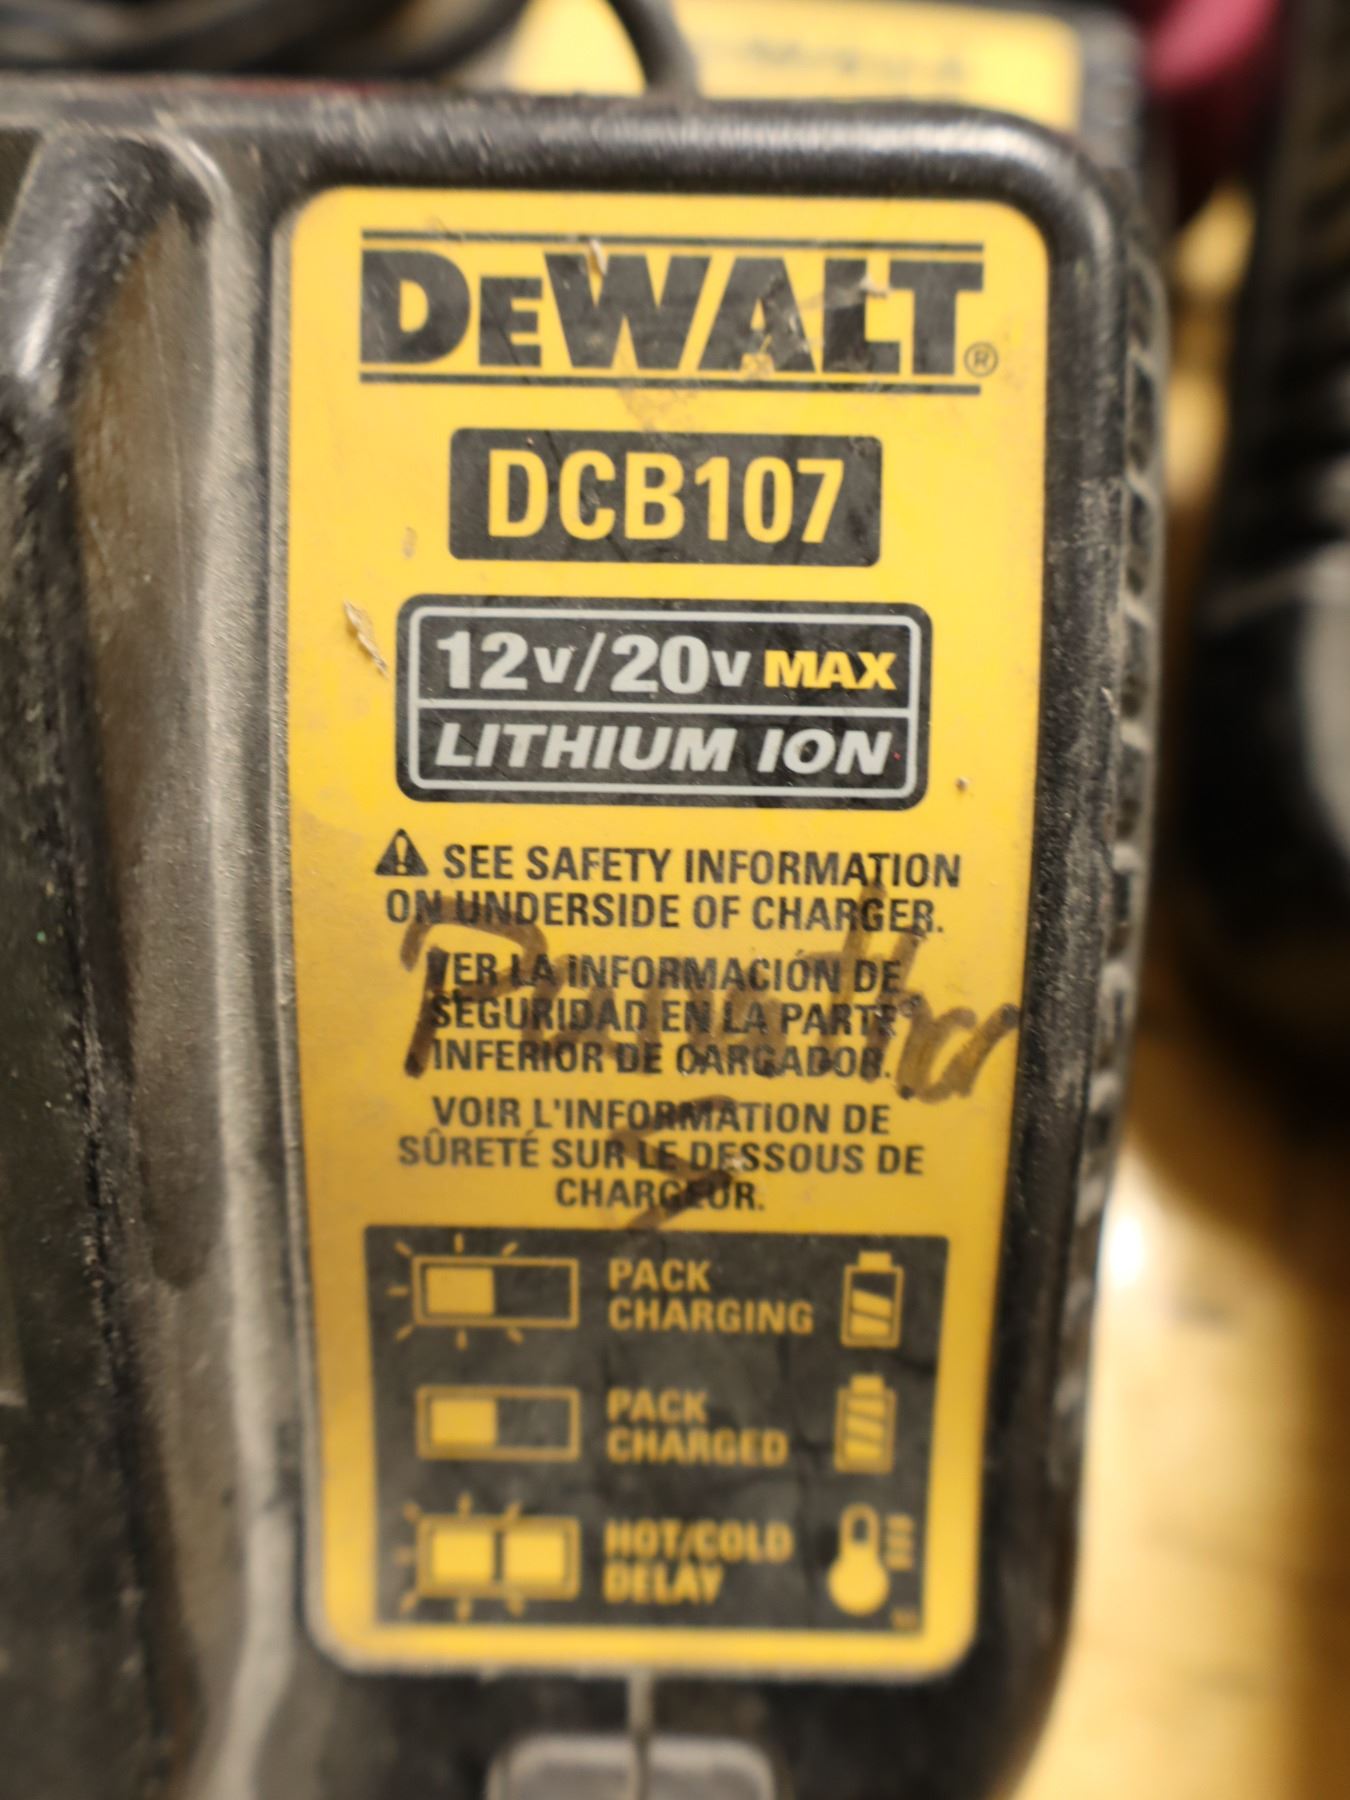 DEWALT®
DCB107
12V/20V MAX
LITHIUM ION
SEE SAFETY INFORMATION
ON UNDERSIDE OF CHARGER.
VER LA INFORMACIÓN DE
SEGURIDAD EN LA PARTE
INFERIOR DE CARGADOR.
VOIR L'INFORMATION DE
SÛRETÉ SUR LE DESSOUS DE
CHARGEUR.
PACK
CHARGING
PACK
CHARGED
HOT/COLD
DELAY